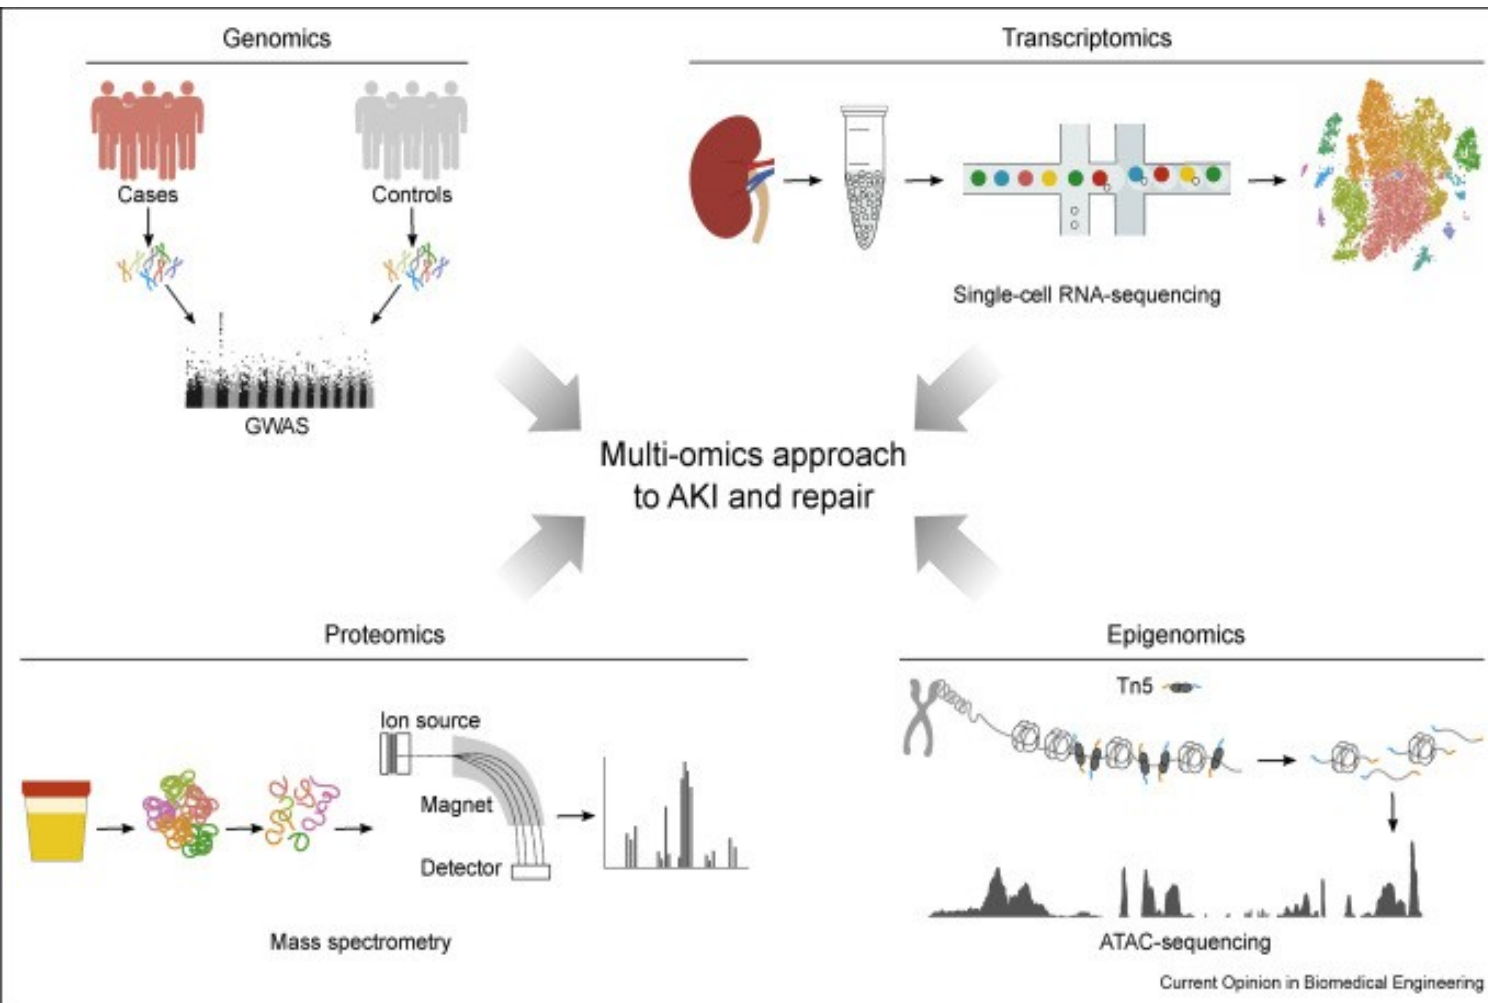 Genomics
Cases
Controls
GWAS
Transcriptomics
Single-cell RNA-sequencing
Multi-omics approach
to AKI and repair
Proteomics
Ion source
Magnet
Detector
Mass spectrometry
Epigenomics
Tn5
ATAC-sequencing
Current Opinion in Biomedical Engineering